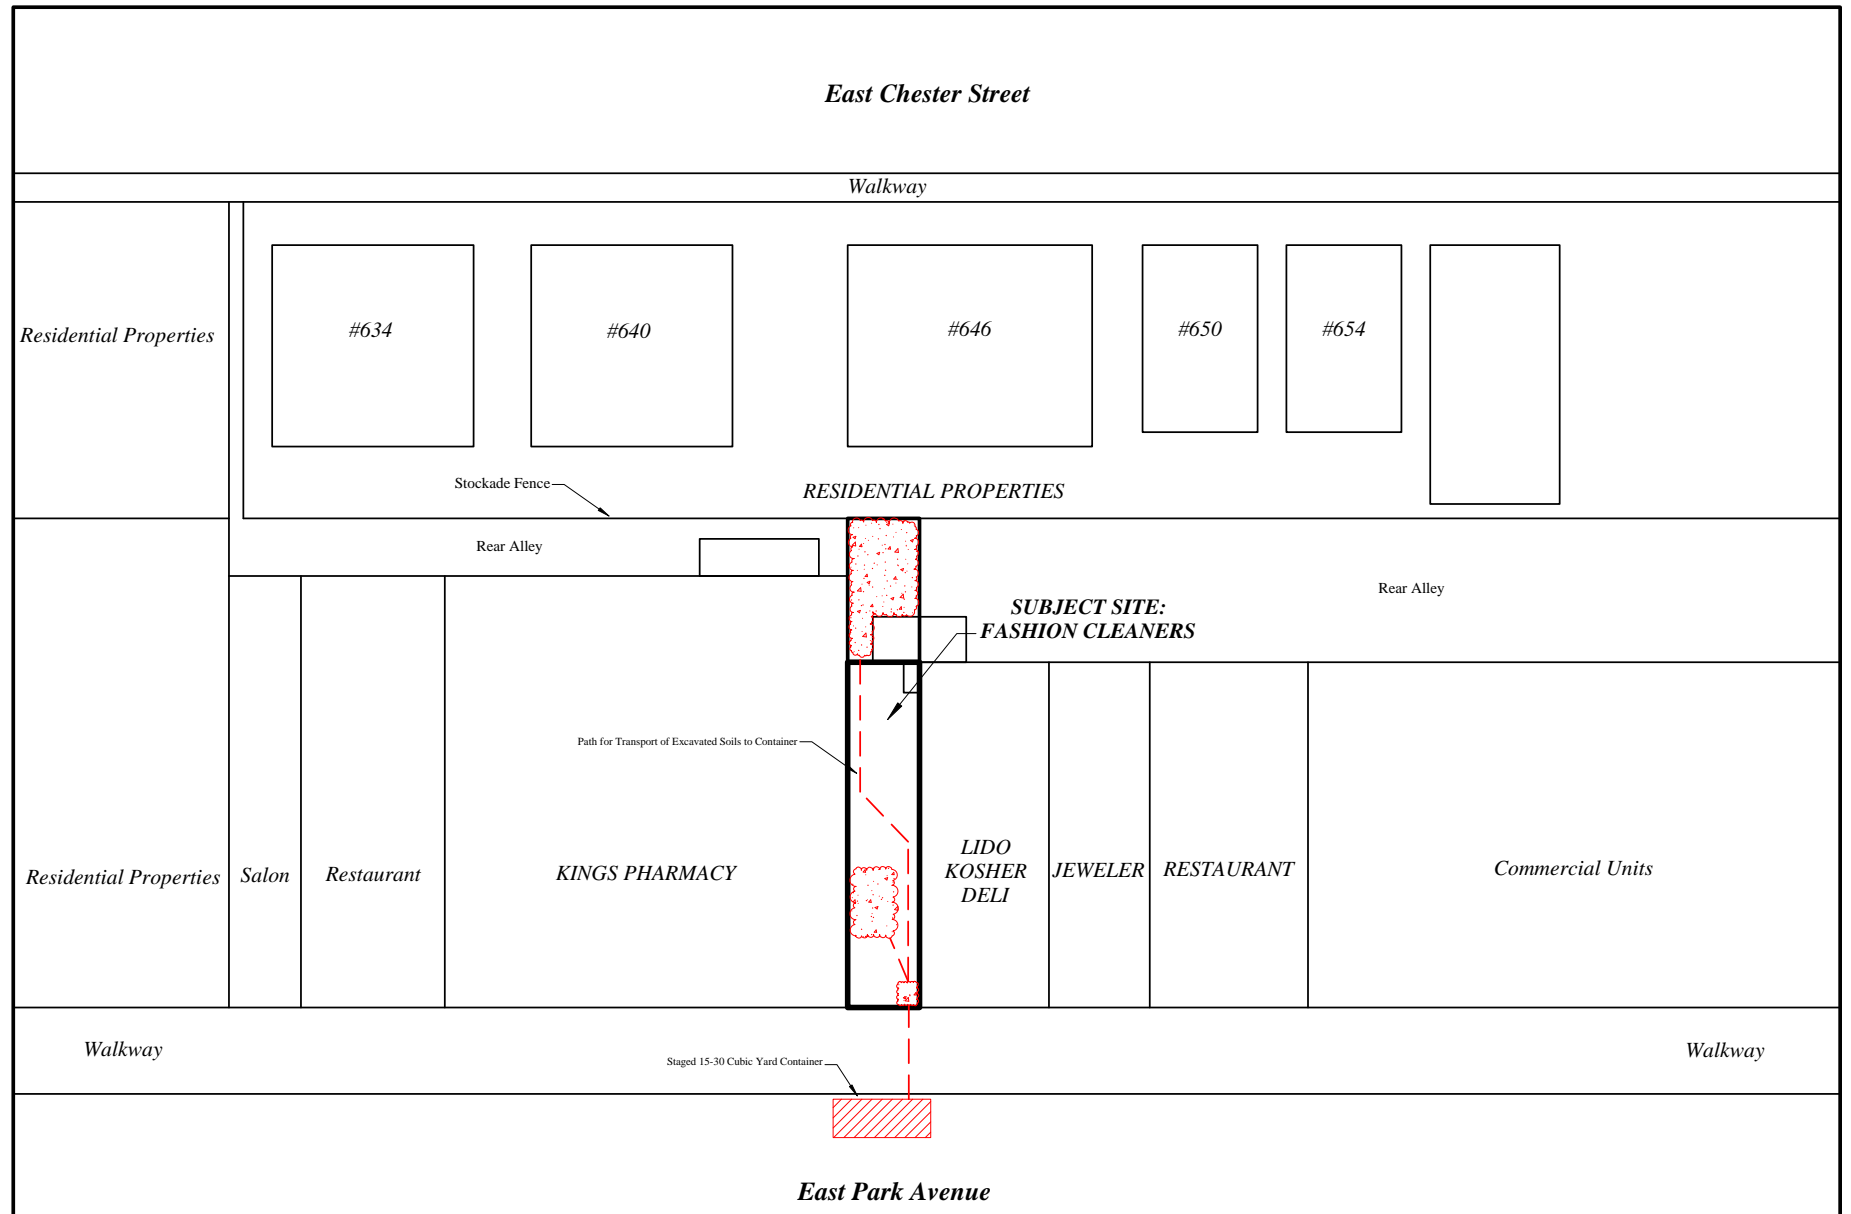 East Chester Street
Walkway
Residential Properties
#634
#640
#646
#650
#654
Stockade Fence
RESIDENTIAL PROPERTIES
Rear Alley
Rear Alley
SUBJECT SITE:
FASHION CLEANERS
Path for Transport of Excavated Soils to Container
Residential Properties
Salon
Restaurant
KINGS PHARMACY
LIDO
KOSHER
DELI
JEWELER
RESTAURANT
Commercial Units
Walkway
Walkway
Staged 15-30 Cubic Yard Container
East Park Avenue